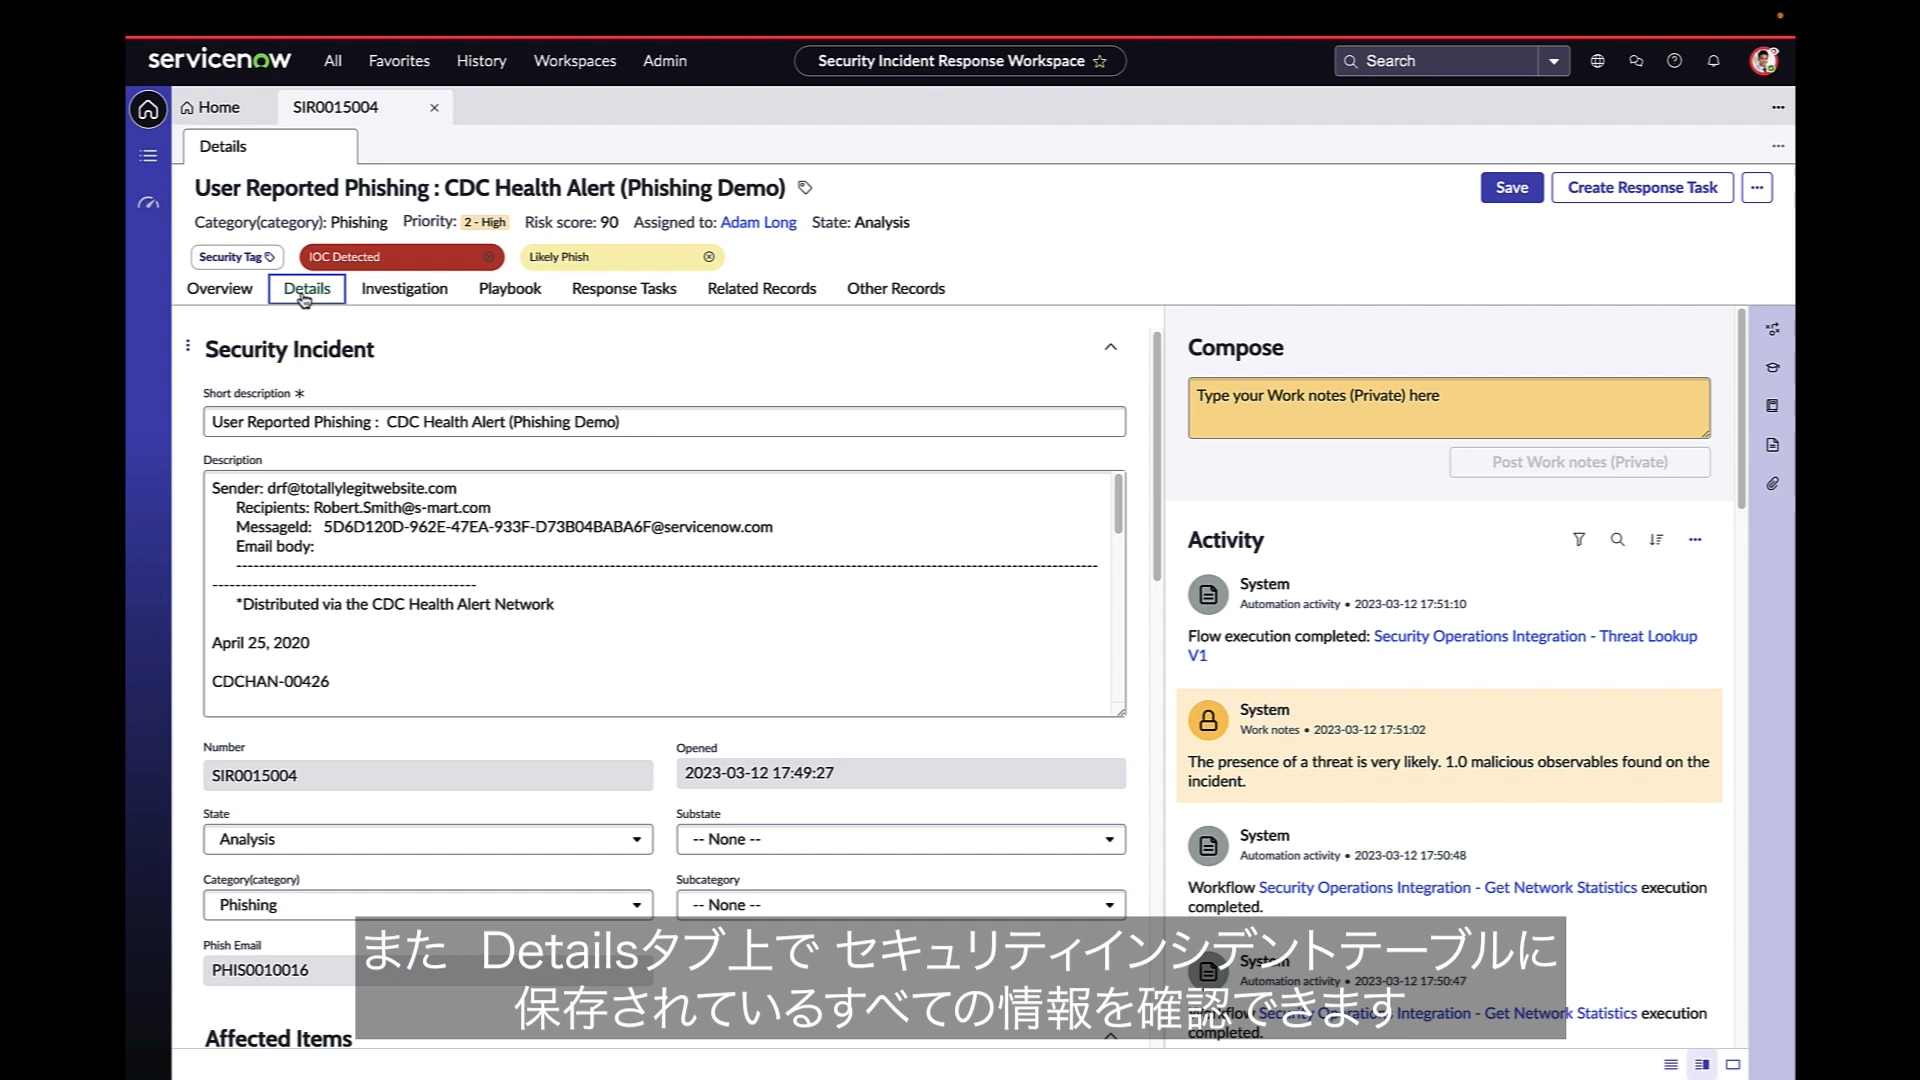 servicenow
All
Favorites
History
Workspaces
Admin
Security Incident Response Workspace
Search
Home
SIR0015004
Details
User Reported Phishing : CDC Health Alert (Phishing Demo)
Save
Create Response Task
Category(category): Phishing
Priority: 2 - High
Risk score: 90
Assigned to: Adam Long
State: Analysis
Security Tag
IOC Detected
Likely Phish
Overview
Details
Investigation
Playbook
Response Tasks
Related Records
Other Records
Security Incident
Short description
User Reported Phishing : CDC Health Alert (Phishing Demo)
Description
Sender: drf@totallylegitwebsite.com
Recipients: Robert.Smith@s-mart.com
MessageId: 5D6D120D-962E-47EA-933F-D73B04BABA6F@servicenow.com
Email body:
*Distributed via the CDC Health Alert Network
April 25, 2020
CDCHAN-00426
Number
SIR0015004
Opened
2023-03-12 17:49:27
State
Analysis
Substate
-- None --
Category(category)
Phishing
Subcategory
-- None --
Phish Email
PHIS0010016
Affected Items
Compose
Type your Work notes (Private) here
Post Work notes (Private)
Activity
System
Automation activity • 2023-03-12 17:51:10
Flow execution completed: Security Operations Integration - Threat Lookup
V1
System
Work notes • 2023-03-12 17:51:02
The presence of a threat is very likely. 1.0 malicious observables found on the
incident.
System
Automation activity • 2023-03-12 17:50:48
Workflow Security Operations Integration - Get Network Statistics execution
completed.
System
Automation activity • 2023-03-12 17:50:47
Workflow Security Operations Integration - Get Network Statistics execution
completed.
また Detailsタブ上で セキュリティインシデントテーブルに
保存されているすべての情報を確認できます